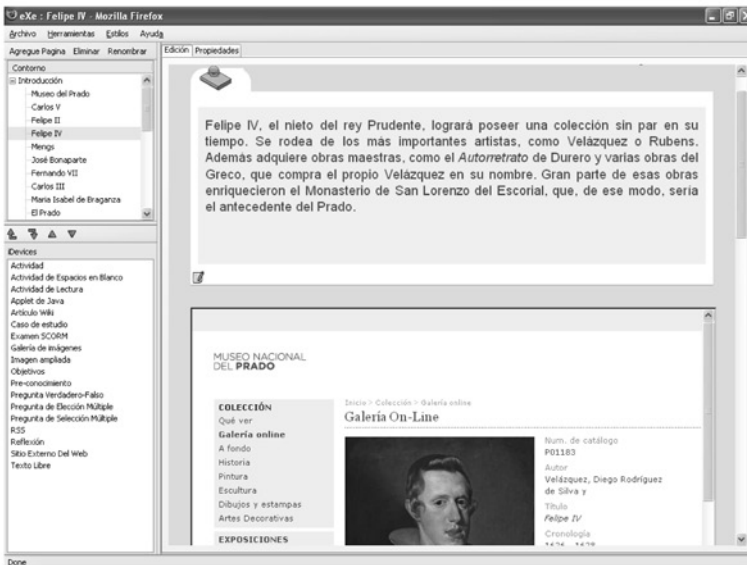 eXe : Felipe IV - Mozilla Firefox
Archivo Herramientas Estilos Ayuda
Agregue Pagina Eliminar Renombrar
Edición Propiedades
Contorno
Introducción
Museo del Prado
Carlos V
Felipe II
Felipe IV
Mengs
José Bonaparte
Fernando VII
Carlos III
Maria Isabel de Braganza
El Prado
iDevices
Actividad
Actividad de Espacios en Blanco
Actividad de Lectura
Applet de Java
Artículo Wiki
Caso de estudio
Examen SCORM
Galería de imágenes
Imagen ampliada
Objetivos
Pre-conocimiento
Pregunta Verdadero-Falso
Pregunta de Elección Múltiple
Pregunta de Selección Múltiple
RSS
Reflexión
Sitio Externo Del Web
Texto Libre
Done
Felipe IV, el nieto del rey Prudente, logrará poseer una colección sin par en su
tiempo. Se rodea de los más importantes artistas, como Velázquez o Rubens.
Además adquiere obras maestras, como el Autorretrato de Durero y varias obras del
Greco, que compra el propio Velázquez en su nombre. Gran parte de esas obras
enriquecieron el Monasterio de San Lorenzo del Escorial, que, de ese modo, sería
el antecedente del Prado.
MUSEO NACIONAL
DEL PRADO
COLECCIÓN
Qué ver
Galería online
A fondo
Historia
Pintura
Escultura
Dibujos y estampas
Artes Decorativas
EXPOSICIONES
Inicio > Colección > Galería online
Galería On-Line
Num. de catálogo
P01183
Autor
Velázquez, Diego Rodríguez
de Silva y
Título
Felipe IV
Cronología